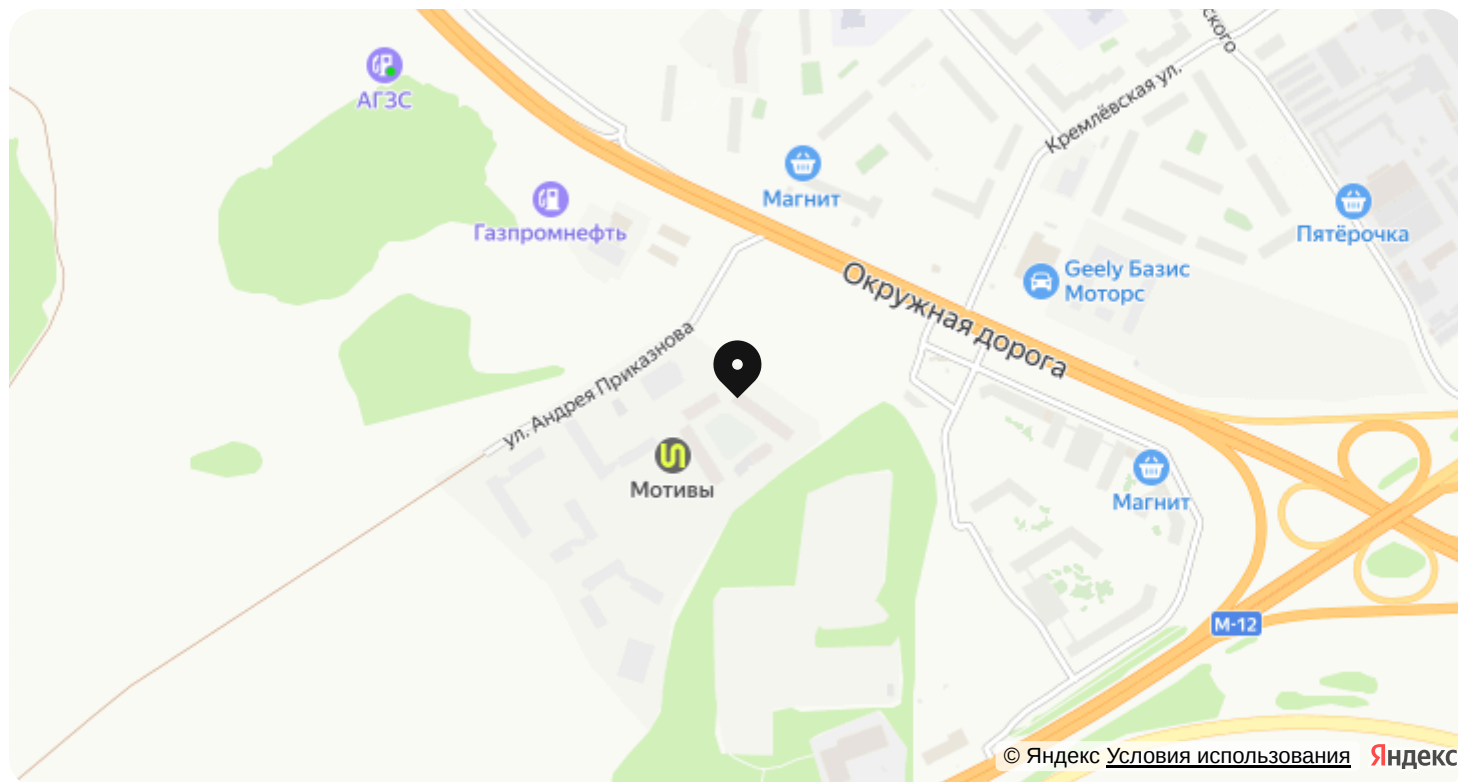 ского
Кремлёвская ул.
АГЗС
Магнит
Газпромнефть
Пятёрочка
Geely Базис
Моторс
Окружная дорога
ул. Андрея Приказнова
Мотивы
Магнит
М-12
© Яндекс Условия использования Яндекс